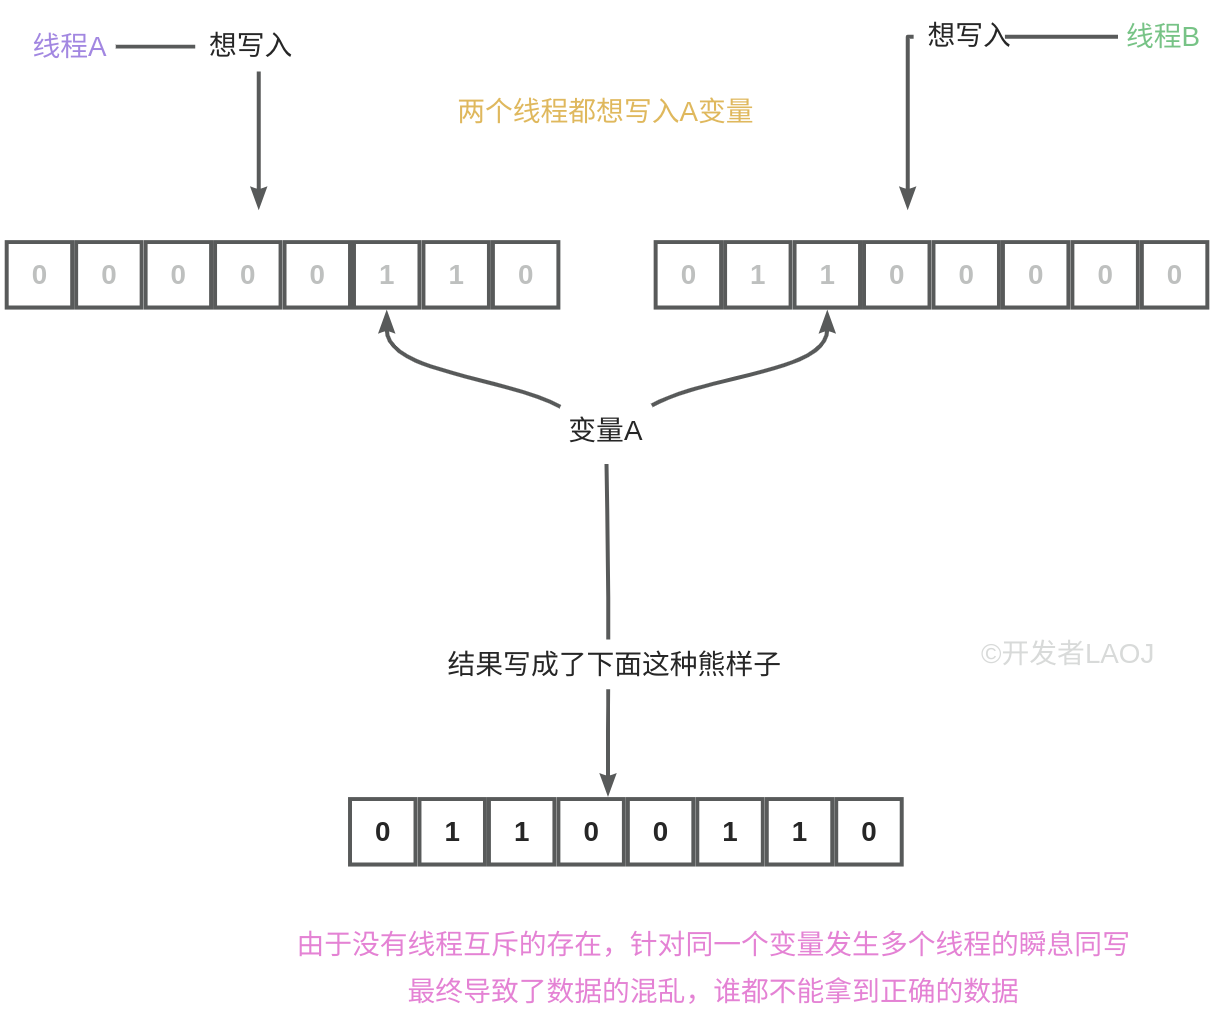 线程A 想写入
想写入 线程B
两个线程都想写入A变量
0 0 0 0 0 1 1 0
0 1 1 0 0 0 0 0
变量A
结果写成了下面这种熊样子
©开发者LAOJ
0 1 1 0 0 1 1 0
由于没有线程互斥的存在，针对同一个变量发生多个线程的瞬息同写
最终导致了数据的混乱，谁都不能拿到正确的数据